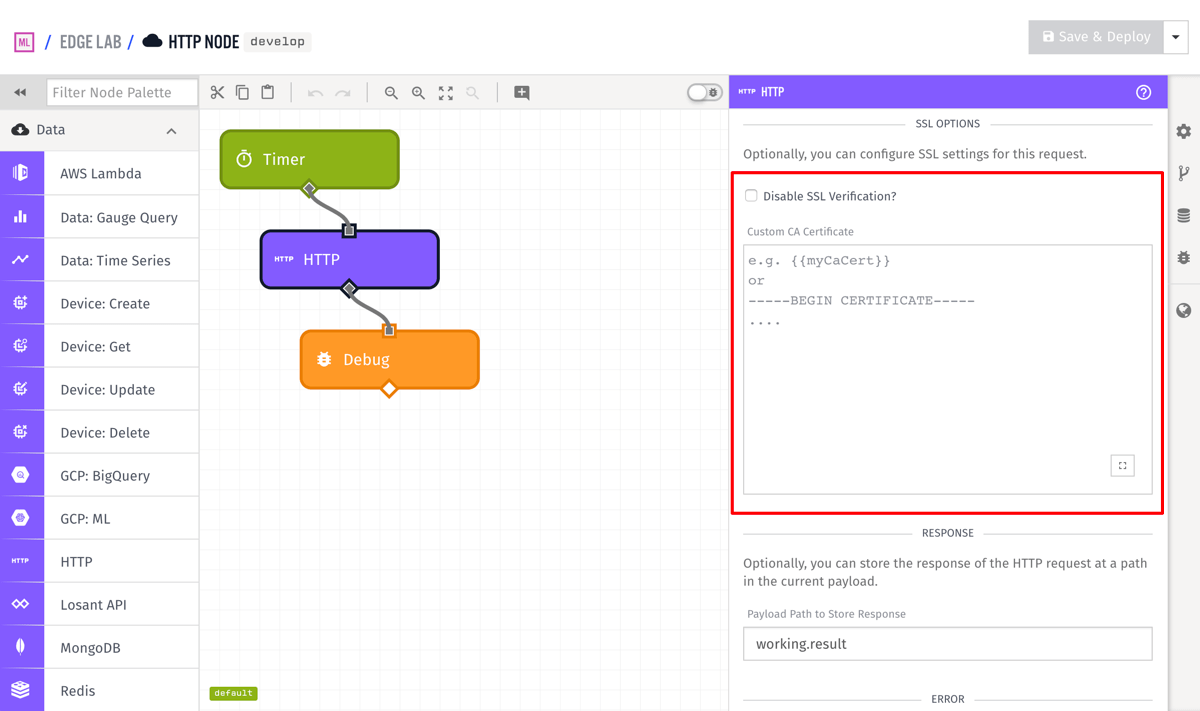 ML / EDGE LAB / HTTP NODE develop
Save & Deploy
Filter Node Palette
Data
AWS Lambda
Data: Gauge Query
Data: Time Series
Device: Create
Device: Get
Device: Update
Device: Delete
GCP: BigQuery
GCP: ML
HTTP HTTP
Losant API
MongoDB
Redis
Timer
HTTP HTTP
Debug
default
HTTP HTTP
SSL OPTIONS
Optionally, you can configure SSL settings for this request.
Disable SSL Verification?
Custom CA Certificate
e.g. {{myCaCert}}
or
-----BEGIN CERTIFICATE-----
....
RESPONSE
Optionally, you can store the response of the HTTP request at a path
in the current payload.
Payload Path to Store Response
working.result
ERROR